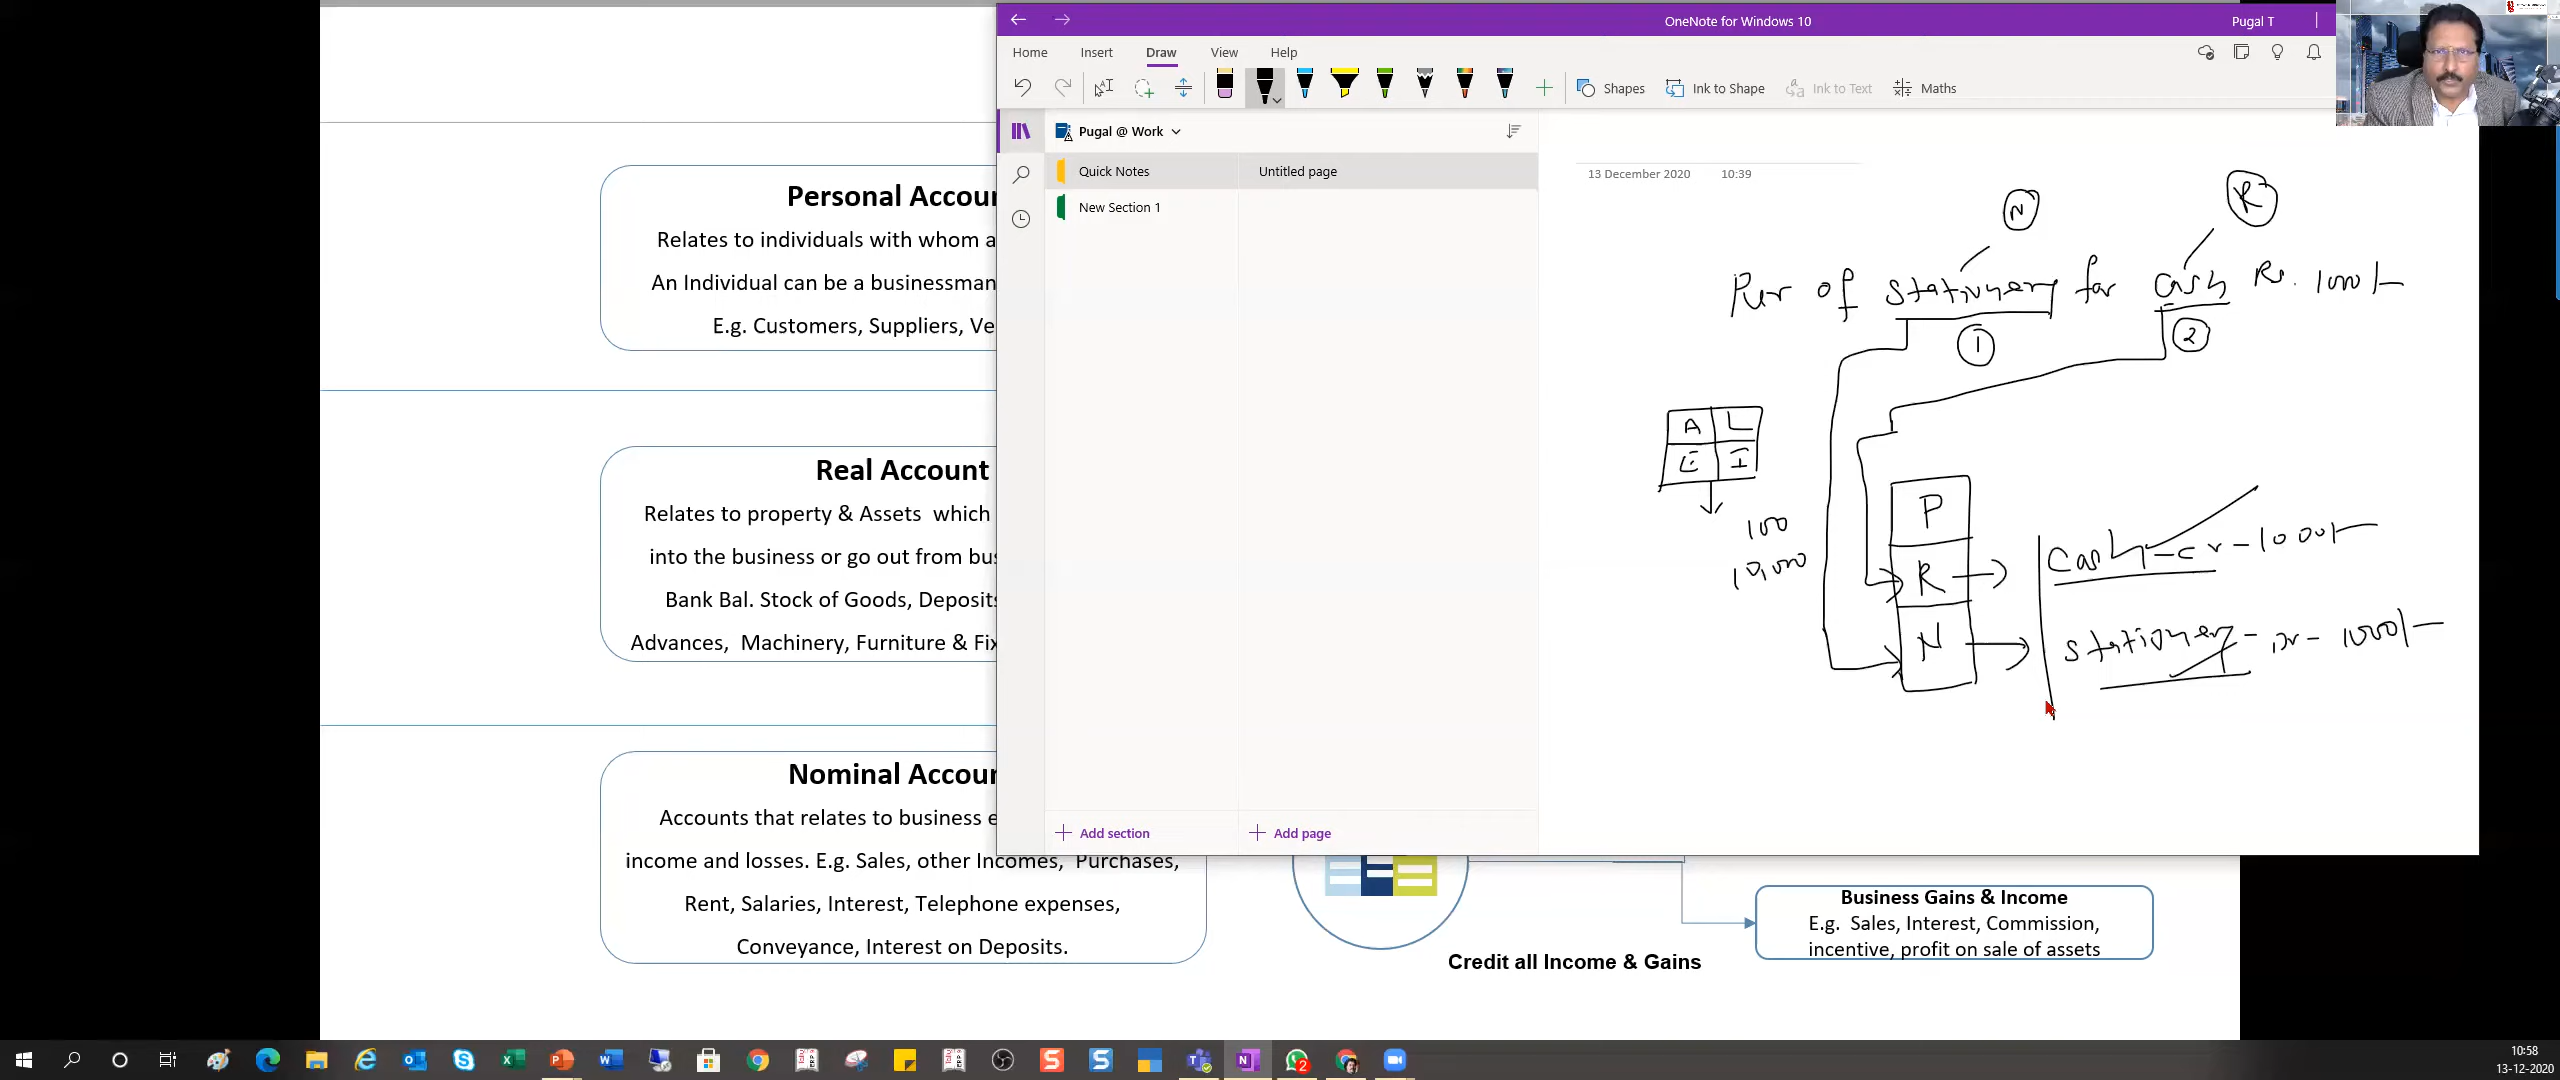 OneNote for Windows 10
Pugal T
Home Insert Draw View Help
Shapes Ink to Shape Ink to Text Maths
Pugal @ Work
Quick Notes
New Section 1
Untitled page
Add section
Add page
13 December 2020 10:39
N
R
Pur of stationery for cash Rs. 1000/-
1
2
A L
E I
100
10,000
P
R
N
Cash - cr - 1000/-
stationery - Dr - 1000/-
Personal Accou
Relates to individuals with whom a
An Individual can be a businessman
E.g. Customers, Suppliers, Ve
Real Account
Relates to property & Assets which
into the business or go out from bus
Bank Bal. Stock of Goods, Deposits
Advances, Machinery, Furniture & Fix
Nominal Accou
Accounts that relates to business e
income and losses. E.g. Sales, other Incomes, Purchases,
Rent, Salaries, Interest, Telephone expenses,
Conveyance, Interest on Deposits.
Credit all Income & Gains
Business Gains & Income
E.g. Sales, Interest, Commission,
incentive, profit on sale of assets
10:58
13-12-2020